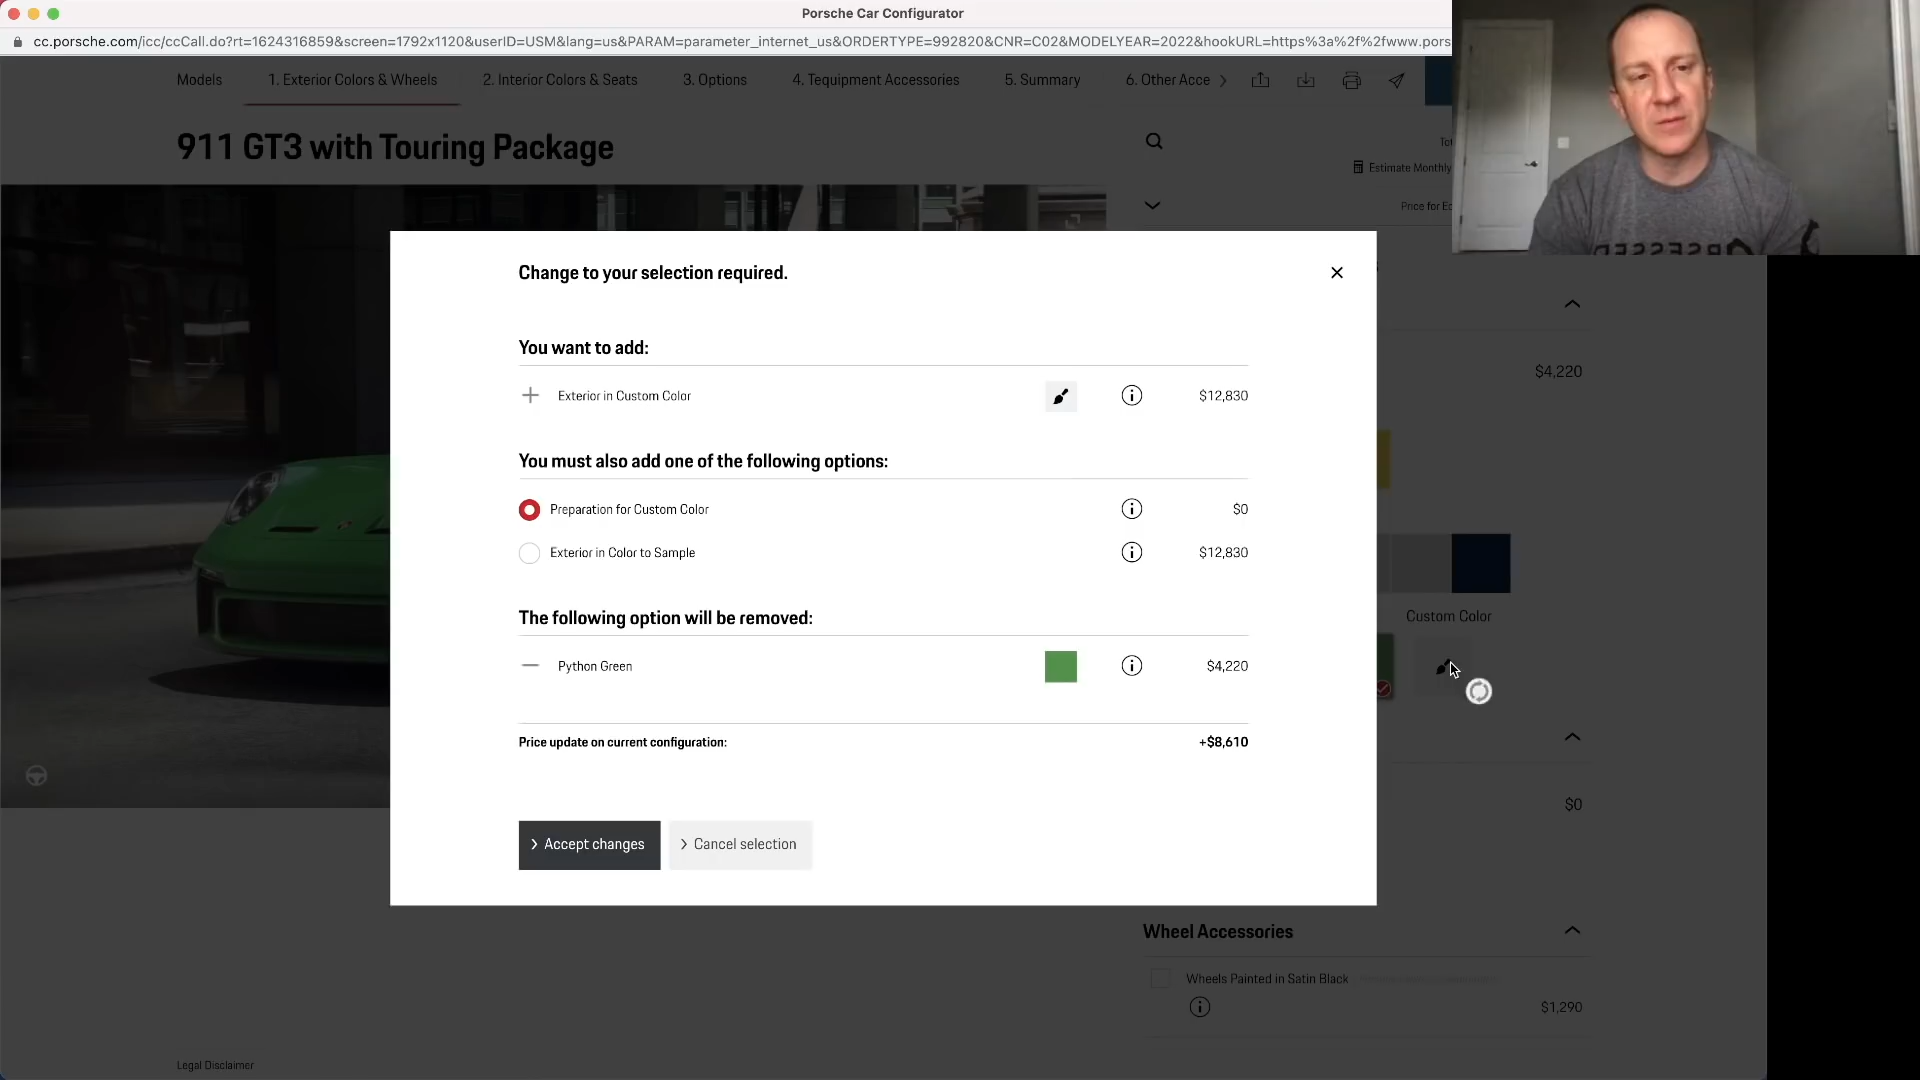 Porsche Car Configurator
cc.porsche.com/icc/ccCall.do?rt=1624316859&screen=1792x1120&userID=USM&lang=us&PARAM=parameter_internet_us&ORDERTYPE=992820&CNR=C02&MODELYEAR=2022&hookURL=https%3a%2f%2fwww.pors
Models 1. Exterior Colors & Wheels 2. Interior Colors & Seats 3. Options 4. Tequipment Accessories 5. Summary 6. Other Acce
911 GT3 with Touring Package
Estimate Monthly
Price for
Change to your selection required.
You want to add:
Exterior in Custom Color $12,830
You must also add one of the following options:
Preparation for Custom Color $0
Exterior in Color to Sample $12,830
The following option will be removed:
Python Green $4,220
Price update on current configuration: +$8,610
Accept changes Cancel selection
$4,220
Custom Color
$0
Wheel Accessories
Wheels Painted in Satin Black
$1,290
Legal Disclaimer